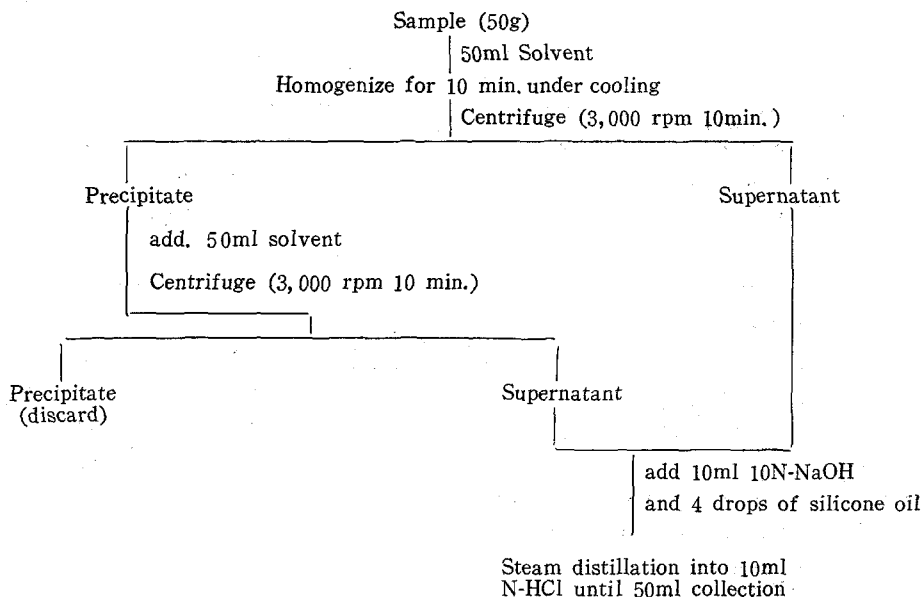 Sample (50g)
50ml Solvent
Homogenize for 10 min. under cooling
Centrifuge (3,000 rpm 10min.)
Precipitate
Supernatant
add. 50ml solvent
Centrifuge (3,000 rpm 10 min.)
Precipitate
(discard)
Supernatant
add 10ml 10N-NaOH
and 4 drops of silicone oil
Steam distillation into 10ml
N-HCl until 50ml collection